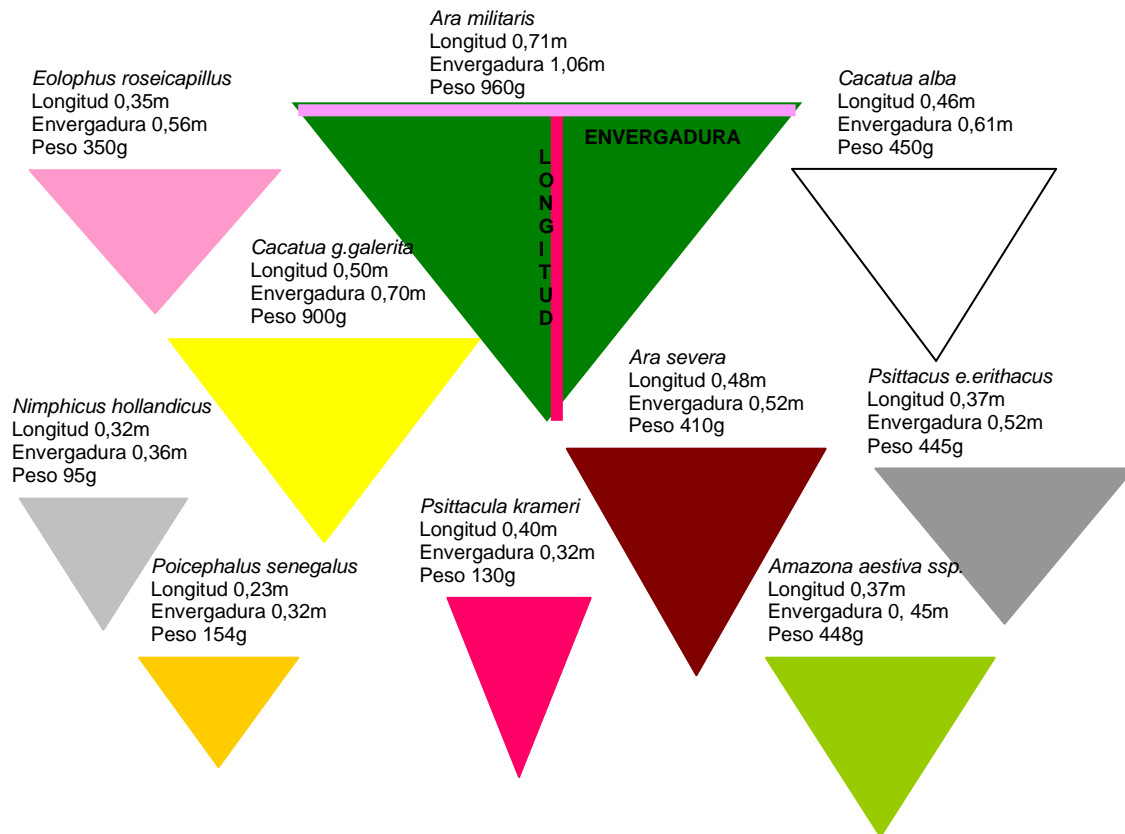 Ara militaris
Longitud 0,71m
Envergadura 1,06m
Peso 960g
Eolophus roseicapillus
Longitud 0,35m
Envergadura 0,56m
Peso 350g
Cacatua alba
Longitud 0,46m
Envergadura 0,61m
Peso 450g
ENVERGADURA
LONGITUD
Cacatua g.galerita
Longitud 0,50m
Envergadura 0,70m
Peso 900g
Ara severa
Longitud 0,48m
Envergadura 0,52m
Peso 410g
Psittacus e.erithacus
Longitud 0,37m
Envergadura 0,52m
Peso 445g
Nimphicus hollandicus
Longitud 0,32m
Envergadura 0,36m
Peso 95g
Psittacula krameri
Longitud 0,40m
Envergadura 0,32m
Peso 130g
Poicephalus senegalus
Longitud 0,23m
Envergadura 0,32m
Peso 154g
Amazona aestiva ssp.
Longitud 0,37m
Envergadura 0, 45m
Peso 448g